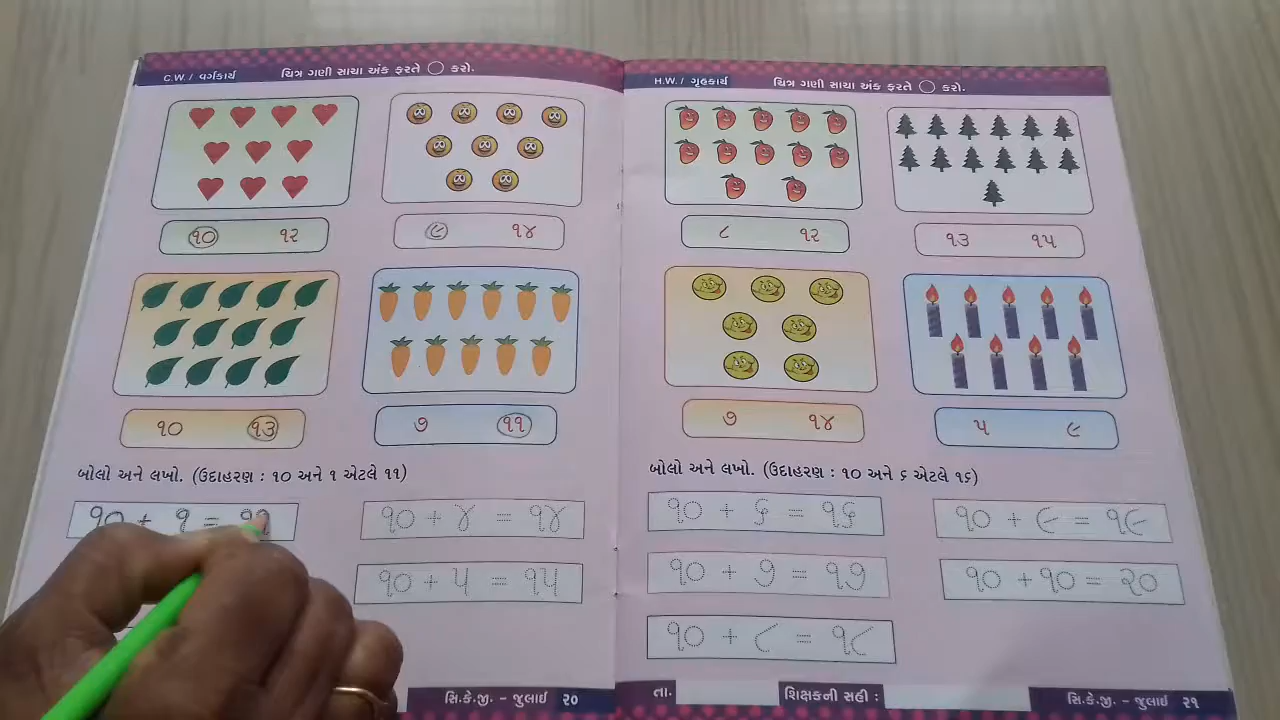 C.W. / વર્ગકાર્ય
ચિત્ર ગણી સાચા અંક ફરતે ◯ કરો.
૧૦ ૧૨
૯ ૧૪
૧૦ ૧૩
૭ ૧૧
બોલો અને લખો. (ઉદાહરણ : ૧૦ અને ૧ એટલે ૧૧)
૧૦ + ૧ = ૧૧
૧૦ + ૪ = ૧૪
૧૦ + ૫ = ૧૫
સિ.કે.જી. – જુલાઈ ૨૦
H.W. / ગૃહકાર્ય
ચિત્ર ગણી સાચા અંક ફરતે ◯ કરો.
૮ ૧૨
૧૩ ૧૫
૭ ૧૪
૫ ૯
બોલો અને લખો. (ઉદાહરણ : ૧૦ અને ૬ એટલે ૧૬)
૧૦ + ૬ = ૧૬
૧૦ + ૯ = ૧૯
૧૦ + ૭ = ૧૭
૧૦ + ૧૦ = ૨૦
૧૦ + ૮ = ૧૮
તા.
શિક્ષકની સહી :
સિ.કે.જી. – જુલાઈ ૨૧